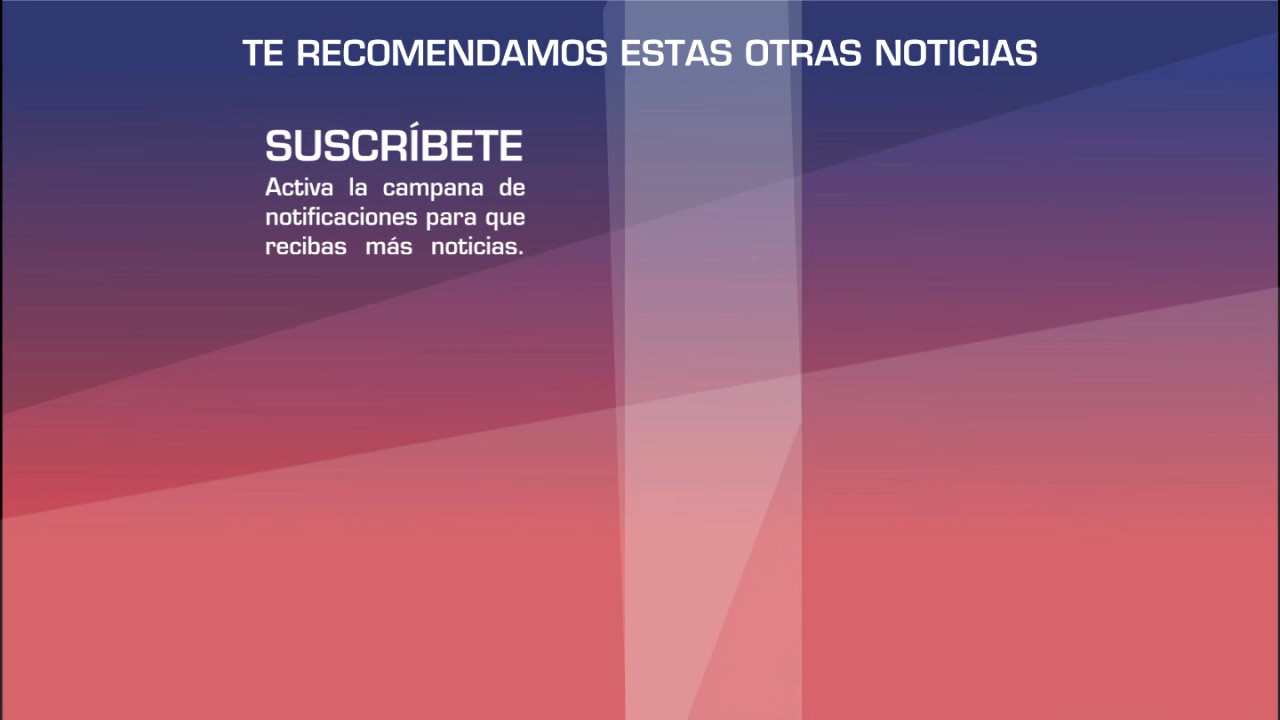 TE RECOMENDAMOS ESTAS OTRAS NOTICIAS
SUSCRÍBETE
Activa la campana de
notificaciones para que
recibas más noticias.